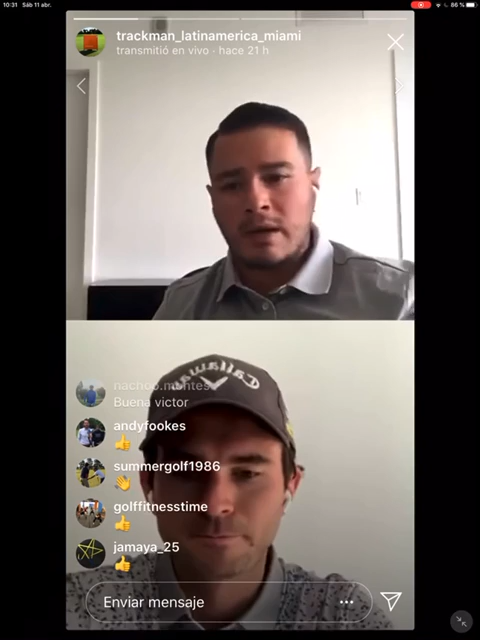 10:31 Sáb 11 abr.
86 %
trackman_latinamerica_miami
transmitió en vivo · hace 21 h
Callaway
nachoo.montes
Buena victor
andyfookes
summergolf1986
golffitnesstime
jamaya_25
Enviar mensaje